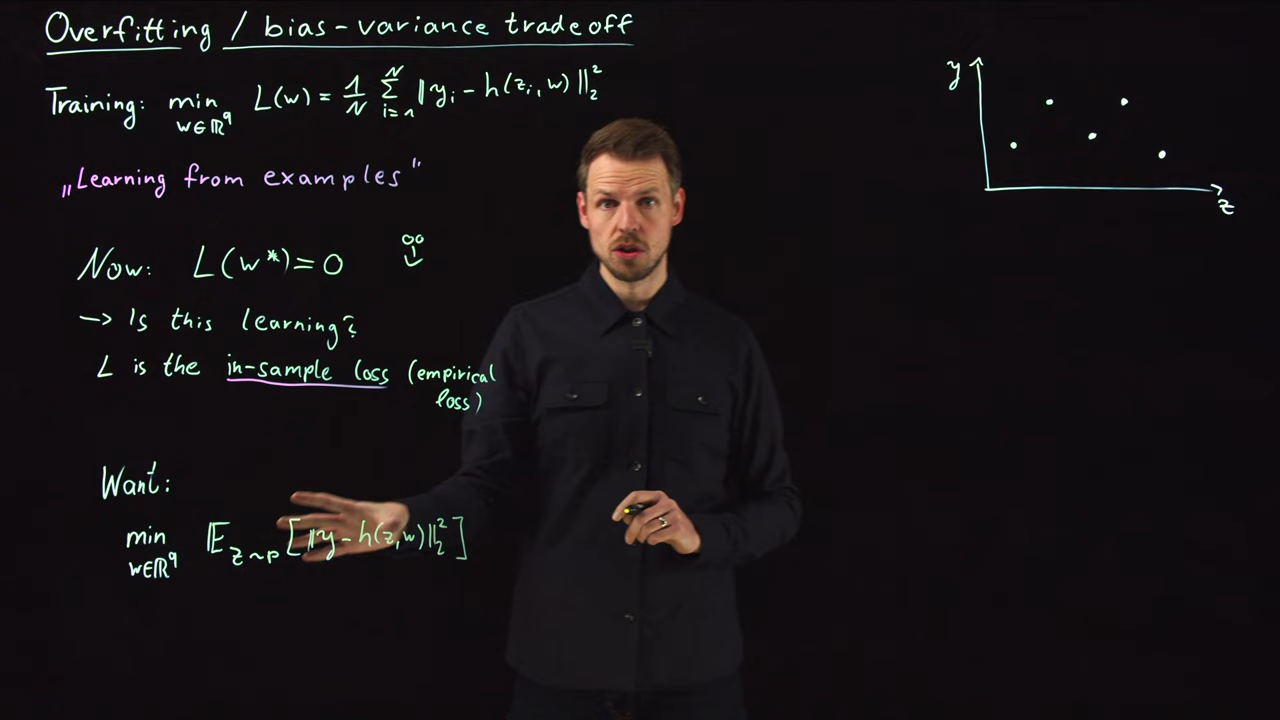 Overfitting / bias-variance tradeoff
Training: min w∈ℝ^q L(w) = 1/N Σ_{i=1}^N ‖y_i - h(z_i, w)‖_2^2
„Learning from examples"
Now: L(w*) = 0
→ Is this learning?
L is the in-sample loss (empirical
loss)
Want:
min w∈ℝ^q 𝔼_{z~p} [‖y - h(z,w)‖_2^2]
y
z